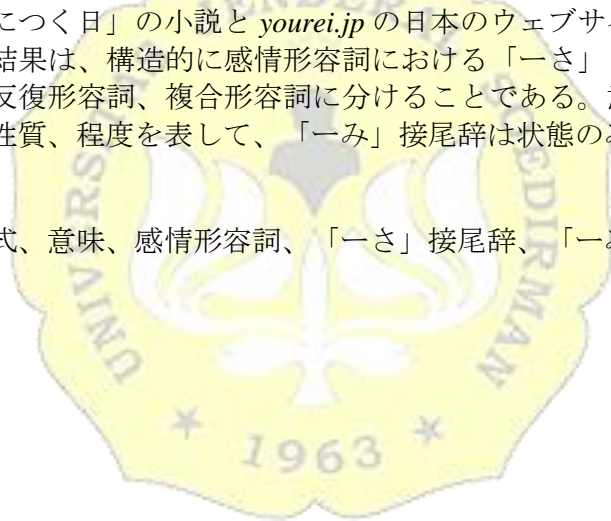 につく日」の小説と yourei.jp の日本のウェブサ
結果は、構造的に感情形容詞における「ーさ」
反復形容詞、複合形容詞に分けることである。
性質、程度を表して、「ーみ」接尾辞は状態のみ
式、意味、感情形容詞、「ーさ」接尾辞、「ーみ
UNIVERSITAS
SOEDIRMAN
* 1963 *